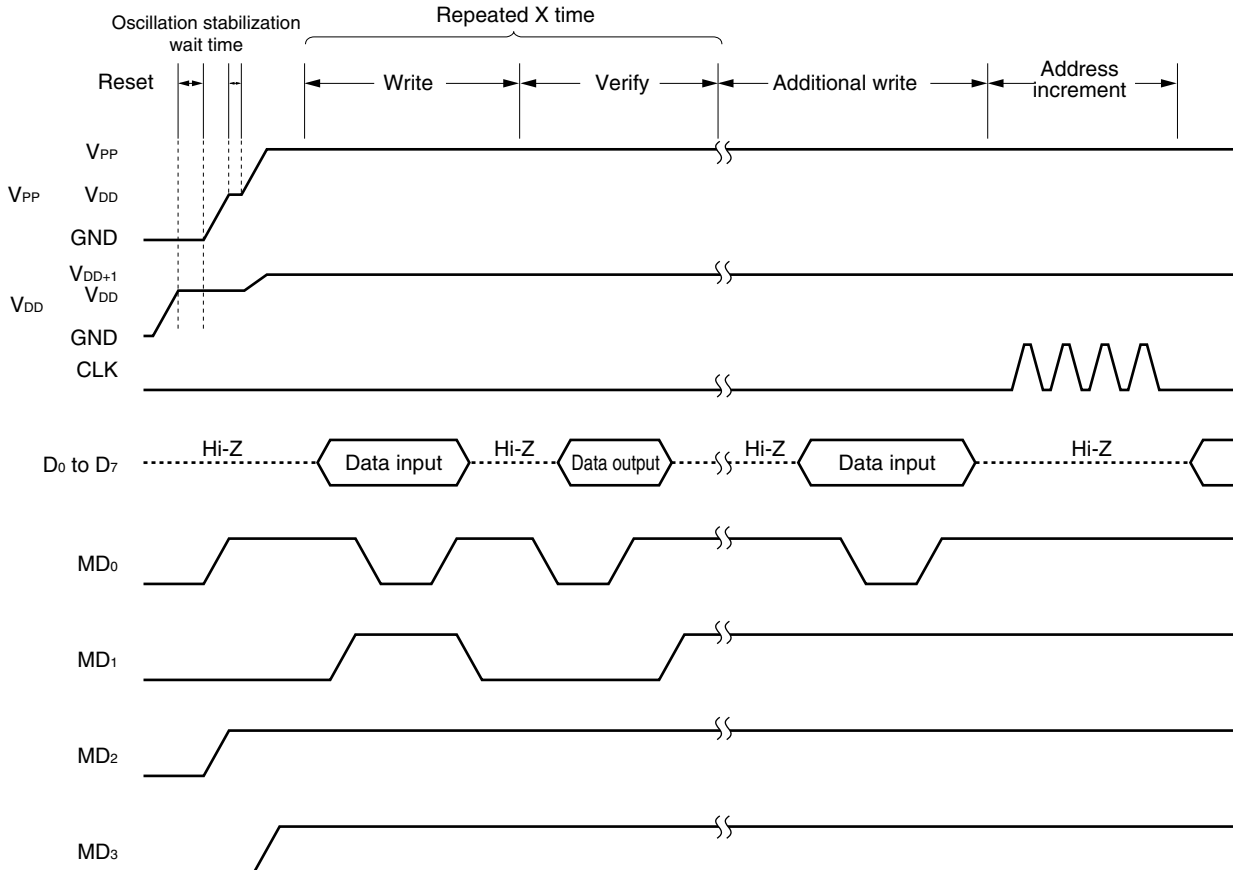 Repeated X time
Oscillation stabilization
wait time
Reset
Write
Verify
Additional write
Address
increment
VPP
VPP
VDD
GND
VDD
VDD+1
VDD
GND
CLK
D0 to D7
Hi-Z
Data input
Hi-Z
Data output
Hi-Z
Data input
Hi-Z
MD0
MD1
MD2
MD3